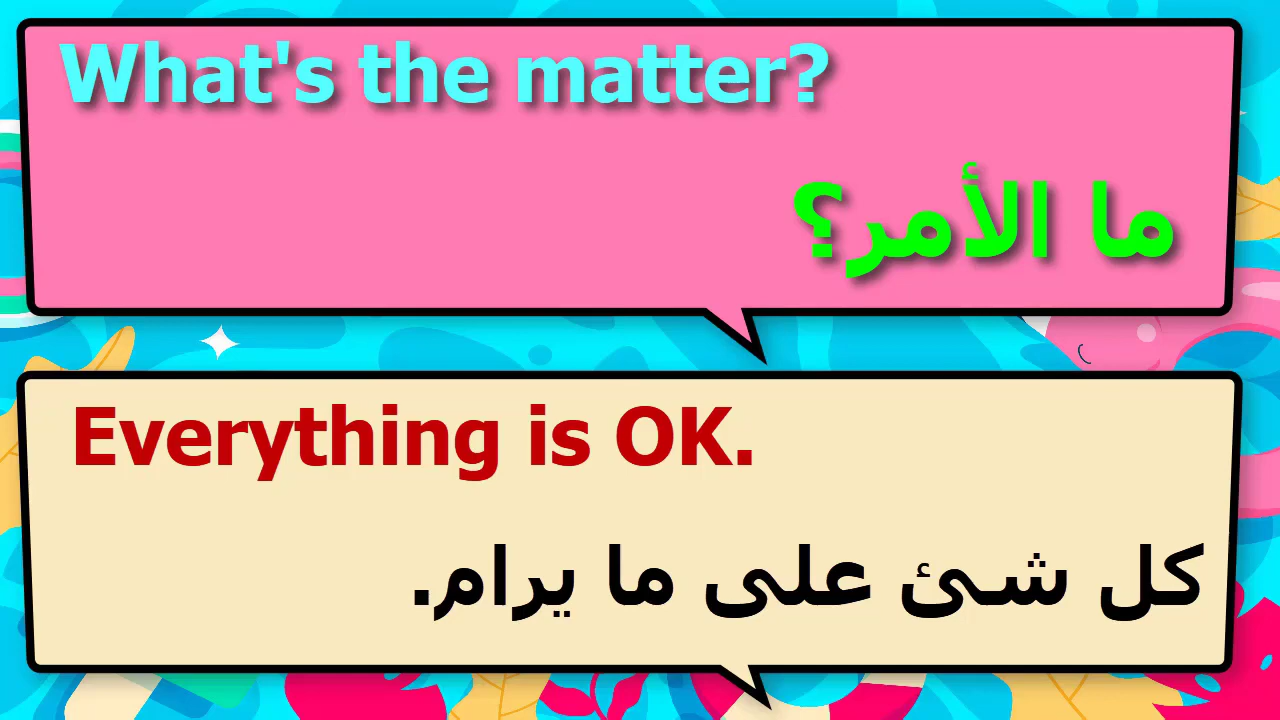 What's the matter?
ما الأمر؟
Everything is OK.
كل شئ على ما يرام.